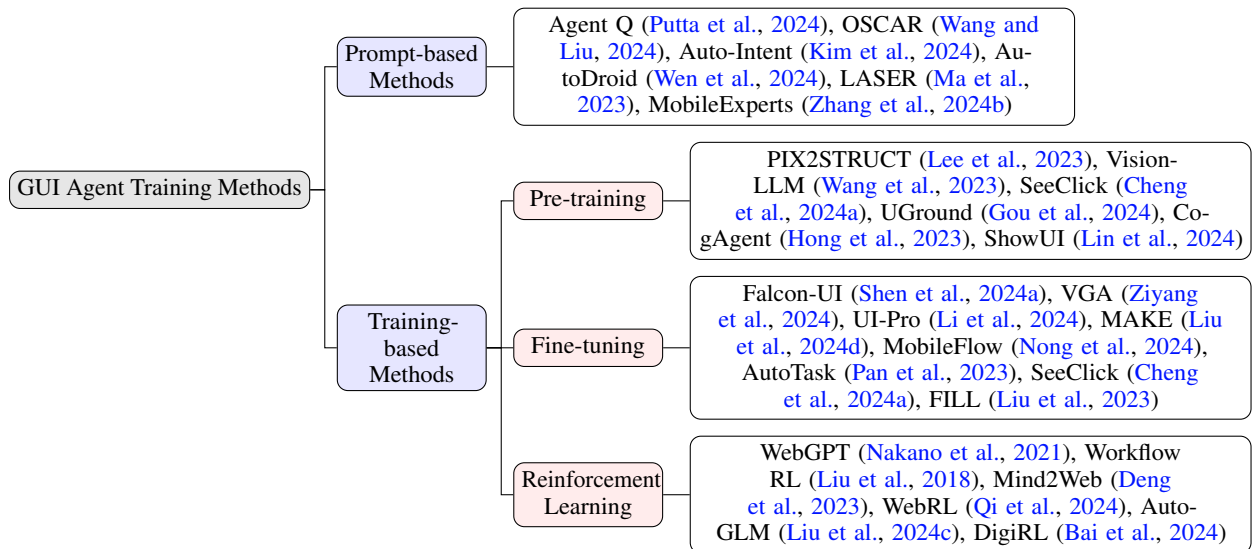 Prompt-based
Methods
Agent Q (Putta et al., 2024), OSCAR (Wang and
Liu, 2024), Auto-Intent (Kim et al., 2024), Au-
toDroid (Wen et al., 2024), LASER (Ma et al.,
2023), MobileExperts (Zhang et al., 2024b)
GUI Agent Training Methods
Training-
based
Methods
Pre-training
PIX2STRUCT (Lee et al., 2023), Vision-
LLM (Wang et al., 2023), SeeClick (Cheng
et al., 2024a), UGround (Gou et al., 2024), Co-
gAgent (Hong et al., 2023), ShowUI (Lin et al., 2024)
Fine-tuning
Falcon-UI (Shen et al., 2024a), VGA (Ziyang
et al., 2024), UI-Pro (Li et al., 2024), MAKE (Liu
et al., 2024d), MobileFlow (Nong et al., 2024),
AutoTask (Pan et al., 2023), SeeClick (Cheng
et al., 2024a), FILL (Liu et al., 2023)
Reinforcement
Learning
WebGPT (Nakano et al., 2021), Workflow
RL (Liu et al., 2018), Mind2Web (Deng
et al., 2023), WebRL (Qi et al., 2024), Auto-
GLM (Liu et al., 2024c), DigiRL (Bai et al., 2024)